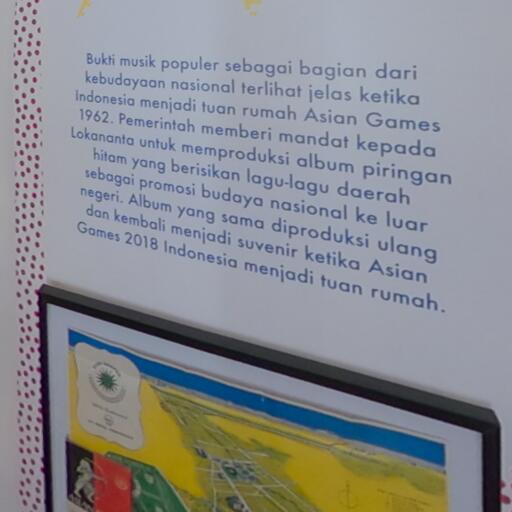 Bukti musik populer sebagai bagian dari
kebudayaan nasional terlihat jelas ketika
Indonesia menjadi tuan rumah Asian Games
1962. Pemerintah memberi mandat kepada
Lokananta untuk memproduksi album piringan
hitam yang berisikan lagu-lagu daerah
sebagai promosi budaya nasional ke luar
negeri. Album yang sama diproduksi ulang
dan kembali menjadi suvenir ketika Asian
Games 2018 Indonesia menjadi tuan rumah.